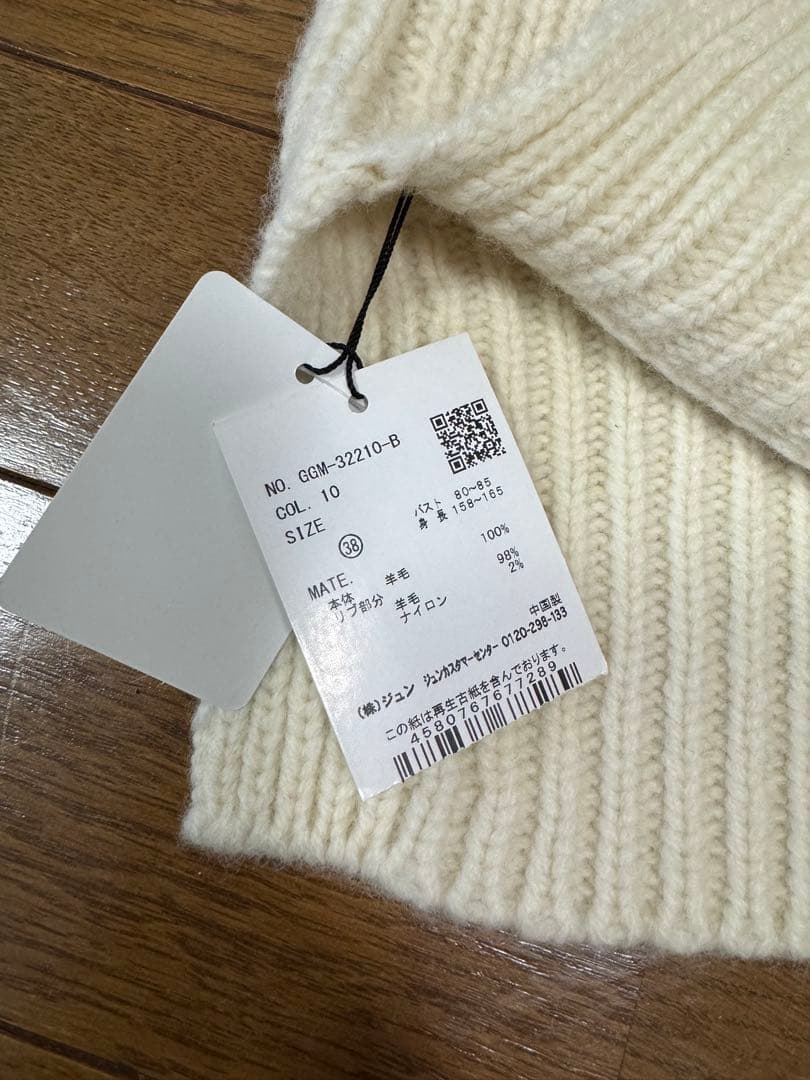 NO. GGM-32210-B
COL. 10
SIZE
㊳
バスト 80~85
身長 158~165
MATE.
本体 羊毛 100%
リブ部分 羊毛 98%
ナイロン 2%
中国製
(株)ジュン ジュンカスタマーセンター 0120-298-133
この紙は再生古紙を含んでおります。
4580767677289